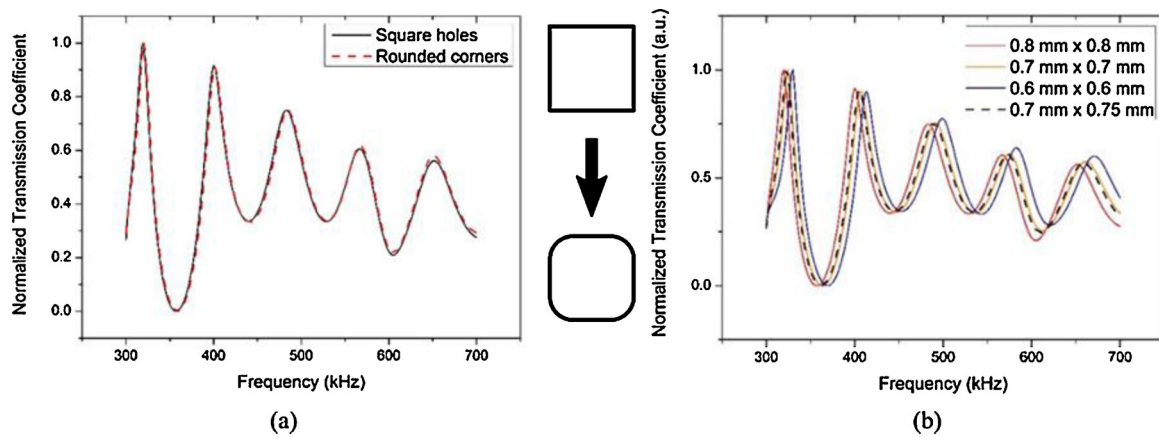 Normalized Transmission Coefficient
1.0
0.8
0.6
0.4
0.2
0.0
Square holes
Rounded corners
300
400
500
600
700
Frequency (kHz)
(a)
Normalized Transmission Coefficient (a.u.)
1.0
0.5
0.0
0.8 mm x 0.8 mm
0.7 mm x 0.7 mm
0.6 mm x 0.6 mm
0.7 mm x 0.75 mm
300
400
500
600
700
Frequency (kHz)
(b)